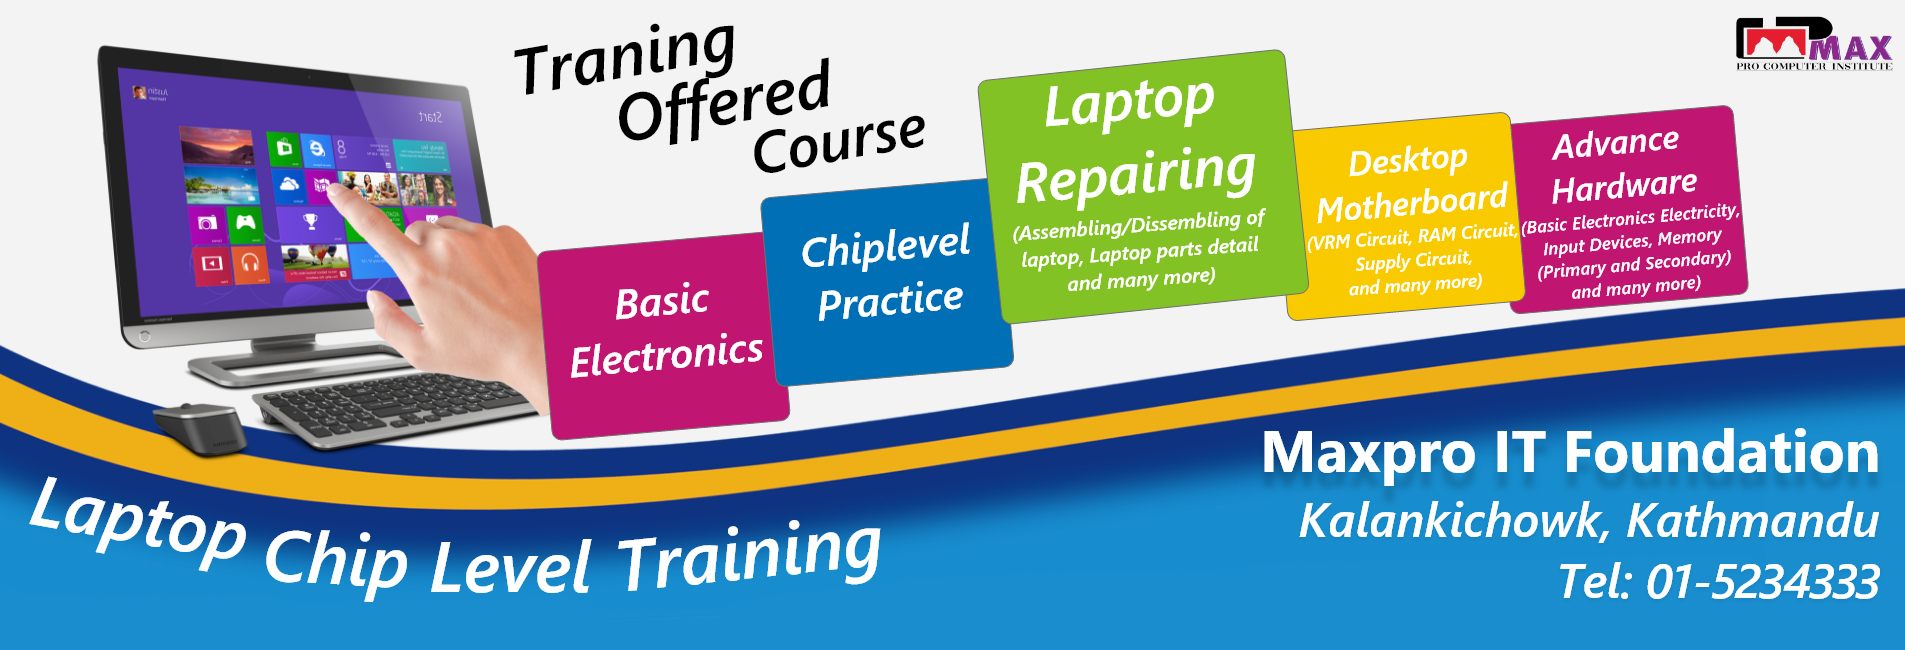 Traning
Offered
Course
MAX
PRO COMPUTER INSTITUTE
Basic
Electronics
Chiplevel
Practice
Laptop
Repairing
(Assembling/Dissembling of
laptop, Laptop parts detail
and many more)
Desktop
Motherboard
(VRM Circuit, RAM Circuit,
Supply Circuit,
and many more)
Advance
Hardware
(Basic Electronics Electricity,
Input Devices, Memory
(Primary and Secondary)
and many more)
Start
Justin
Laptop Chip Level Training
Maxpro IT Foundation
Kalankichowk, Kathmandu
Tel: 01-5234333